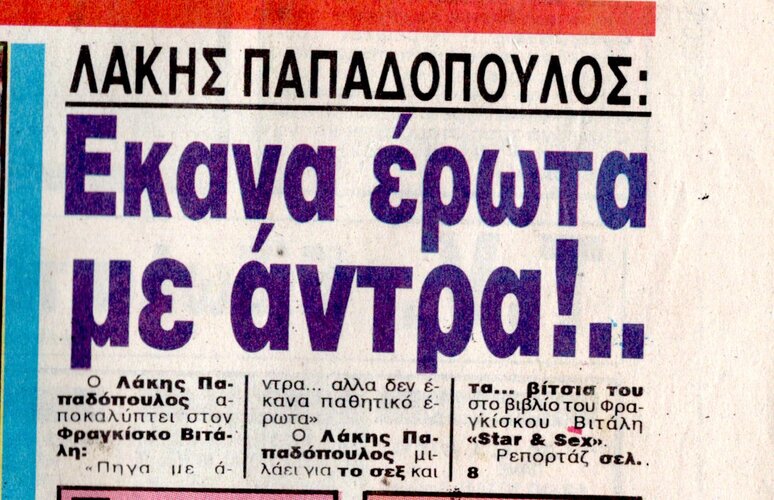 ΛΑΚΗΣ ΠΑΠΑΔΟΠΟΥΛΟΣ:
Εκανα έρωτα
με άντρα!..
Ο Λάκης Πα-
παδόπουλος α-
ποκαλύπτει στον
Φραγκίσκο Βιτά-
λη:
«Πηγα με ά-
ντρα... αλλα δεν έ-
κανα παθητικό έ-
ρωτα»
Ο Λάκης Πα-
παδόπουλος μι-
λάει για το σεξ και
τα... βίτσια του
στο βιβλίο του Φρα-
γκίσκου Βιτάλη
«Star & Sex».
Ρεπορτάζ σελ.
8